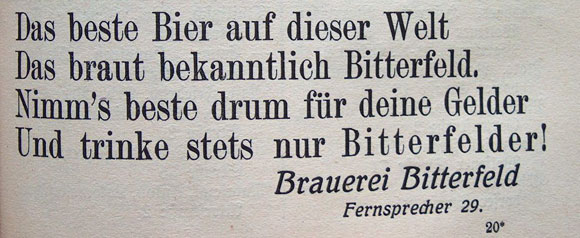 Das beste Bier auf dieser Welt
Das braut bekanntlich Bitterfeld.
Nimm's beste drum für deine Gelder
Und trinke stets nur Bitterfelder!
Brauerei Bitterfeld
Fernsprecher 29.
20*